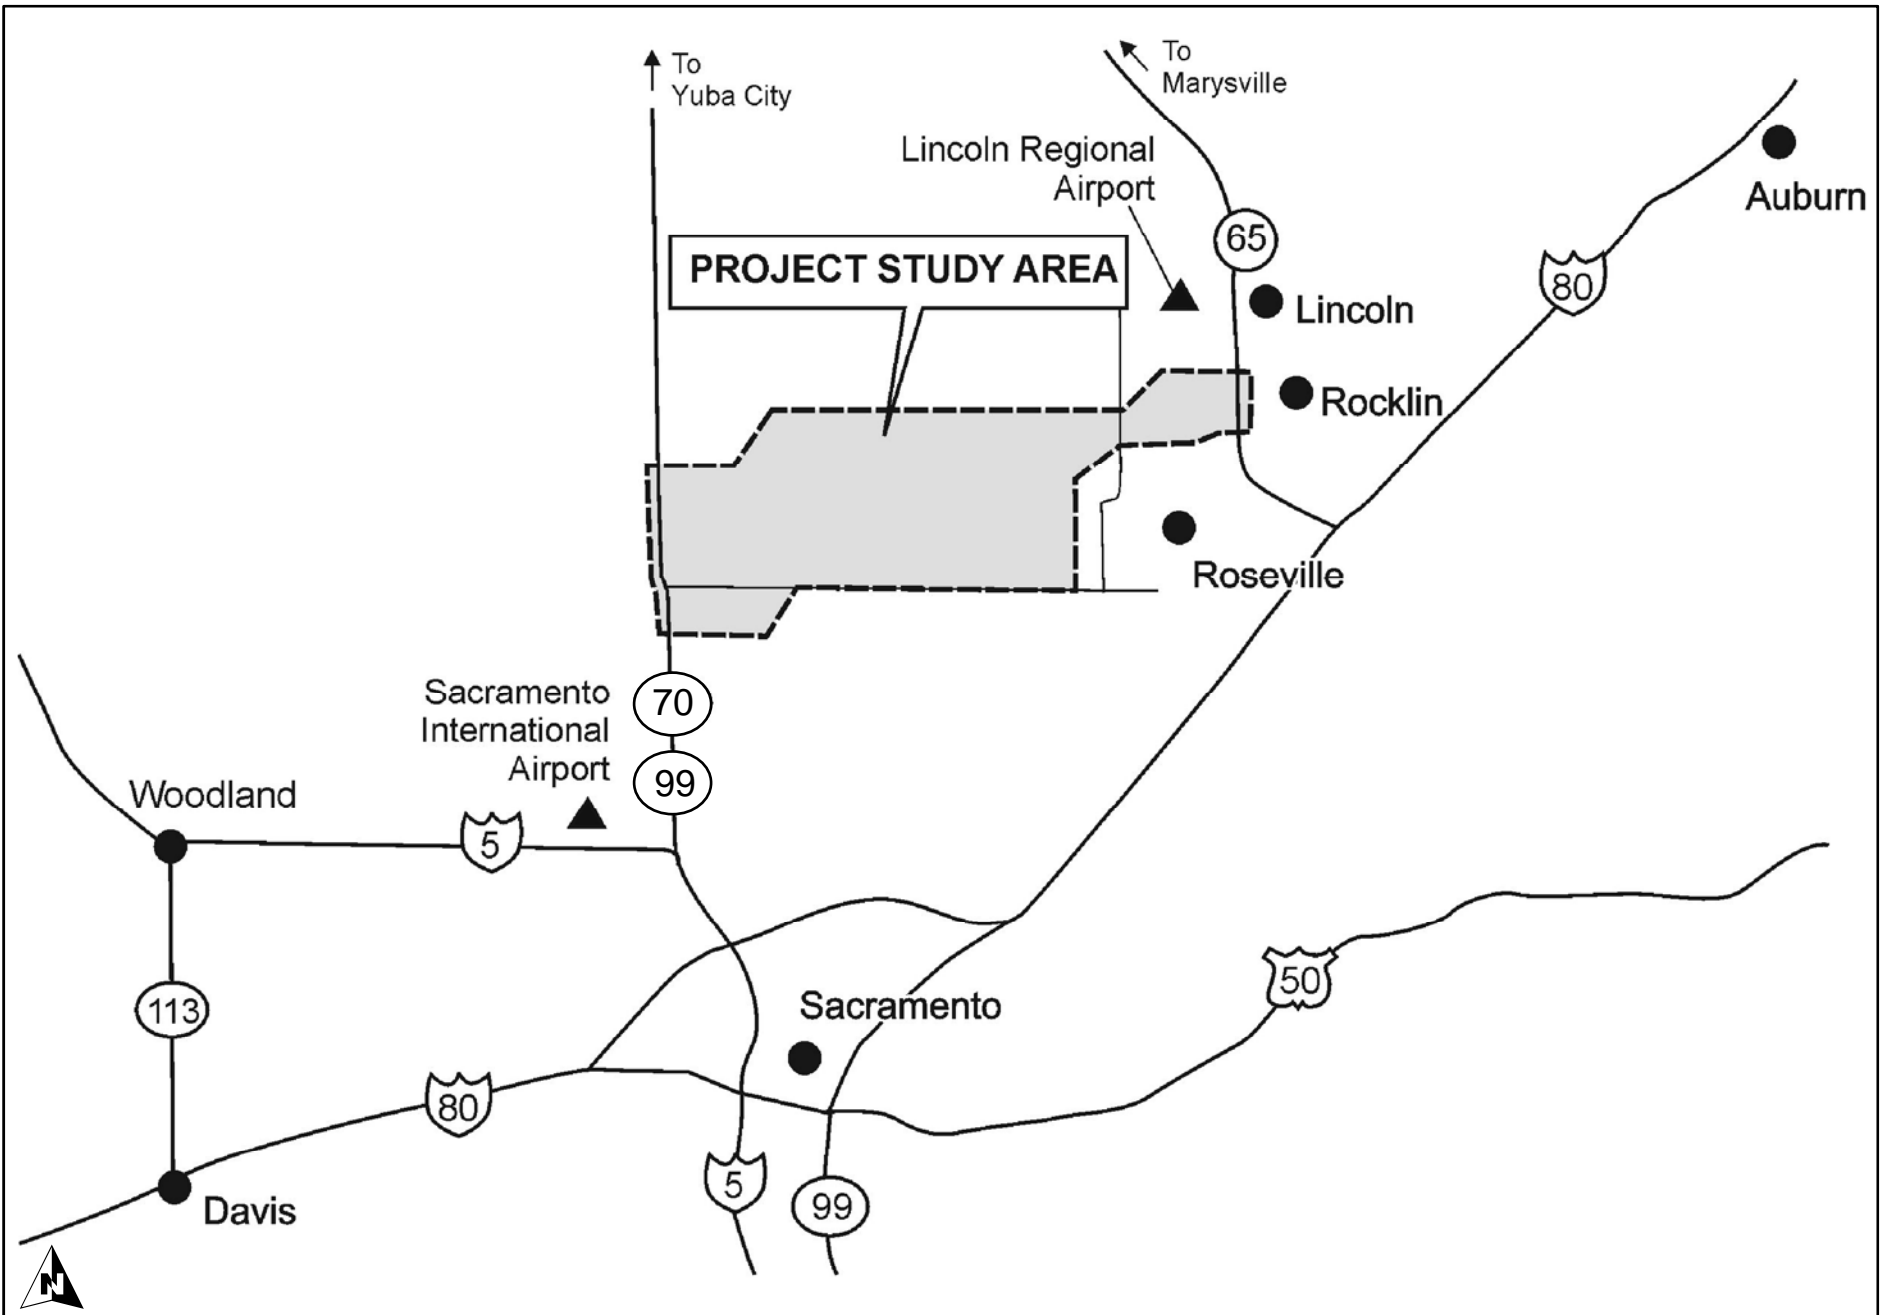 To
Yuba City
To
Marysville
Lincoln Regional
Airport
Auburn
65
PROJECT STUDY AREA
80
Lincoln
Rocklin
Roseville
Sacramento
International
Airport
70
99
Woodland
5
50
Sacramento
113
80
5
99
Davis
N